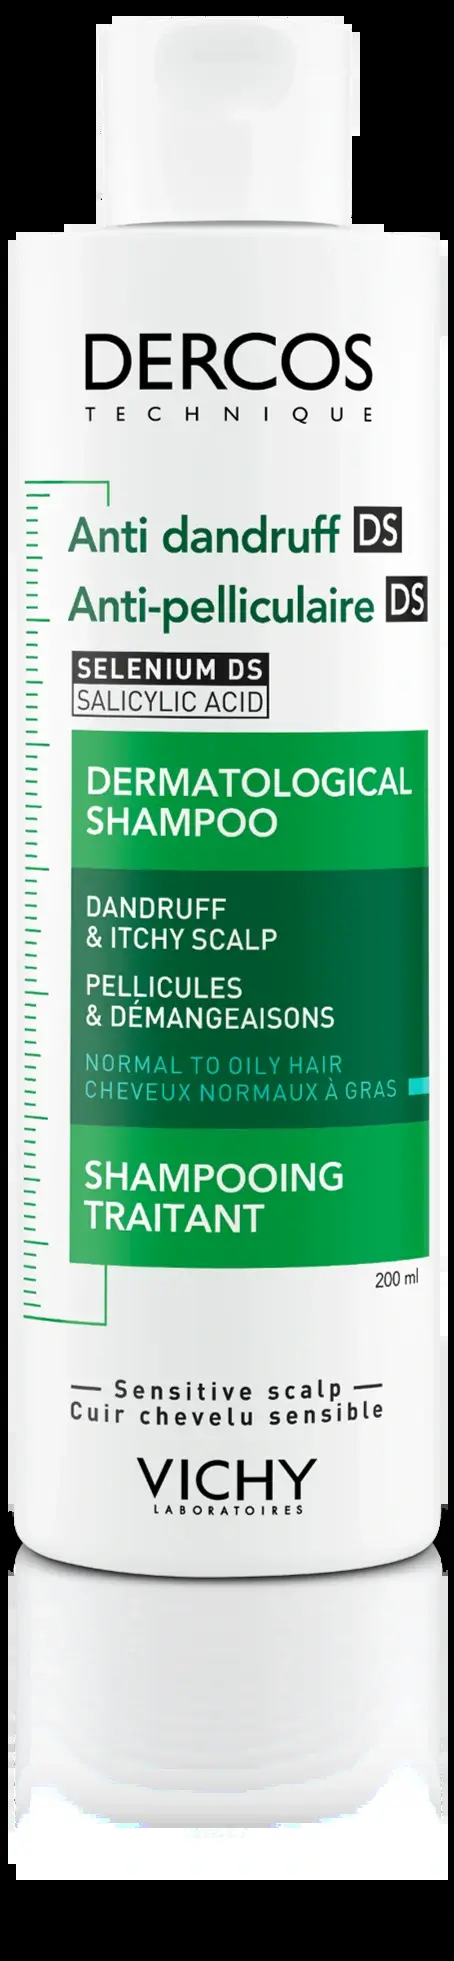 DERCOS
TECHNIQUE
Anti dandruff DS
Anti-pelliculaire DS
SELENIUM DS
SALICYLIC ACID
DERMATOLOGICAL
SHAMPOO
DANDRUFF
& ITCHY SCALP
PELLICULES
& DÉMANGEAISONS
NORMAL TO OILY HAIR
CHEVEUX NORMAUX À GRAS
SHAMPOOING
TRAITANT
200 ml
Sensitive scalp
Cuir chevelu sensible
VICHY
LABORATOIRES